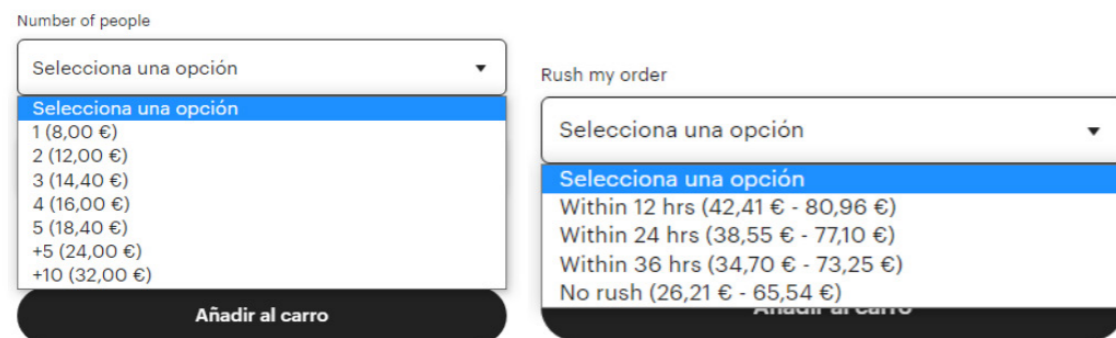 Number of people
Selecciona una opción
Selecciona una opción
1 (8,00 €)
2 (12,00 €)
3 (14,40 €)
4 (16,00 €)
5 (18,40 €)
+5 (24,00 €)
+10 (32,00 €)
Añadir al carro
Rush my order
Selecciona una opción
Selecciona una opción
Within 12 hrs (42,41 € - 80,96 €)
Within 24 hrs (38,55 € - 77,10 €)
Within 36 hrs (34,70 € - 73,25 €)
No rush (26,21 € - 65,54 €)
Añadir al carro